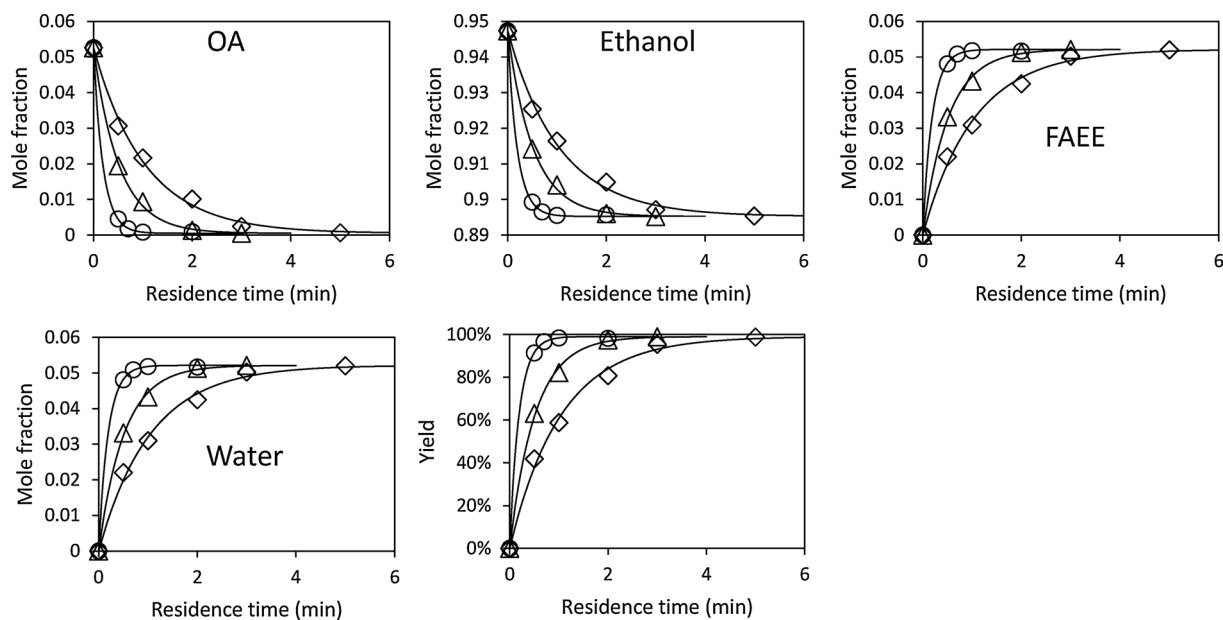 OA
Mole fraction
0.06
0.05
0.04
0.03
0.02
0.01
0
0 2 4 6
Residence time (min)
Ethanol
Mole fraction
0.95
0.94
0.93
0.92
0.91
0.9
0.89
0 2 4 6
Residence time (min)
FAEE
Mole fraction
0.06
0.05
0.04
0.03
0.02
0.01
0
0 2 4 6
Residence time (min)
Water
Mole fraction
0.06
0.05
0.04
0.03
0.02
0.01
0
0 2 4 6
Residence time (min)
Yield
100%
80%
60%
40%
20%
0%
0 2 4 6
Residence time (min)